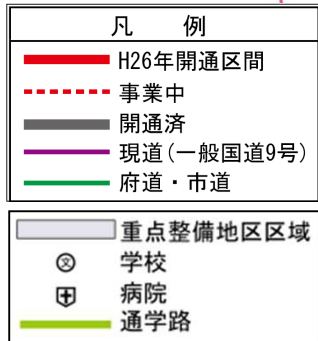 凡 例
H26年開通区間
事業中
開通済
現道(一般国道9号)
府道・市道
重点整備地区区域
学校
病院
通学路